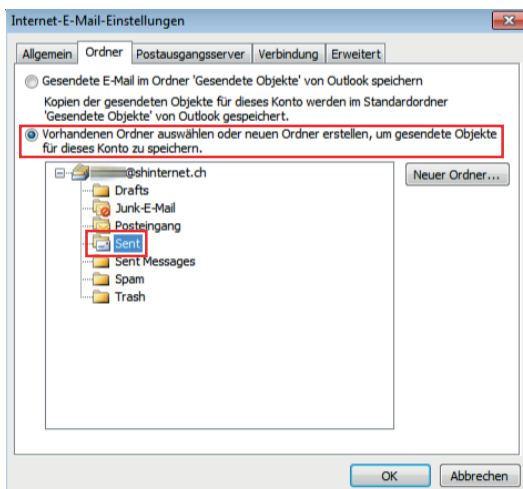 Internet-E-Mail-Einstellungen
Allgemein Ordner Postausgangsserver Verbindung Erweitert
Gesendete E-Mail im Ordner 'Gesendete Objekte' von Outlook speichern
Kopien der gesendeten Objekte für dieses Konto werden im Standardordner
'Gesendete Objekte' von Outlook gespeichert.
Vorhandenen Ordner auswählen oder neuen Ordner erstellen, um gesendete Objekte
für dieses Konto zu speichern.
@shinternet.ch
Neuer Ordner...
Drafts
Junk-E-Mail
Posteingang
Sent
Sent Messages
Spam
Trash
OK Abbrechen